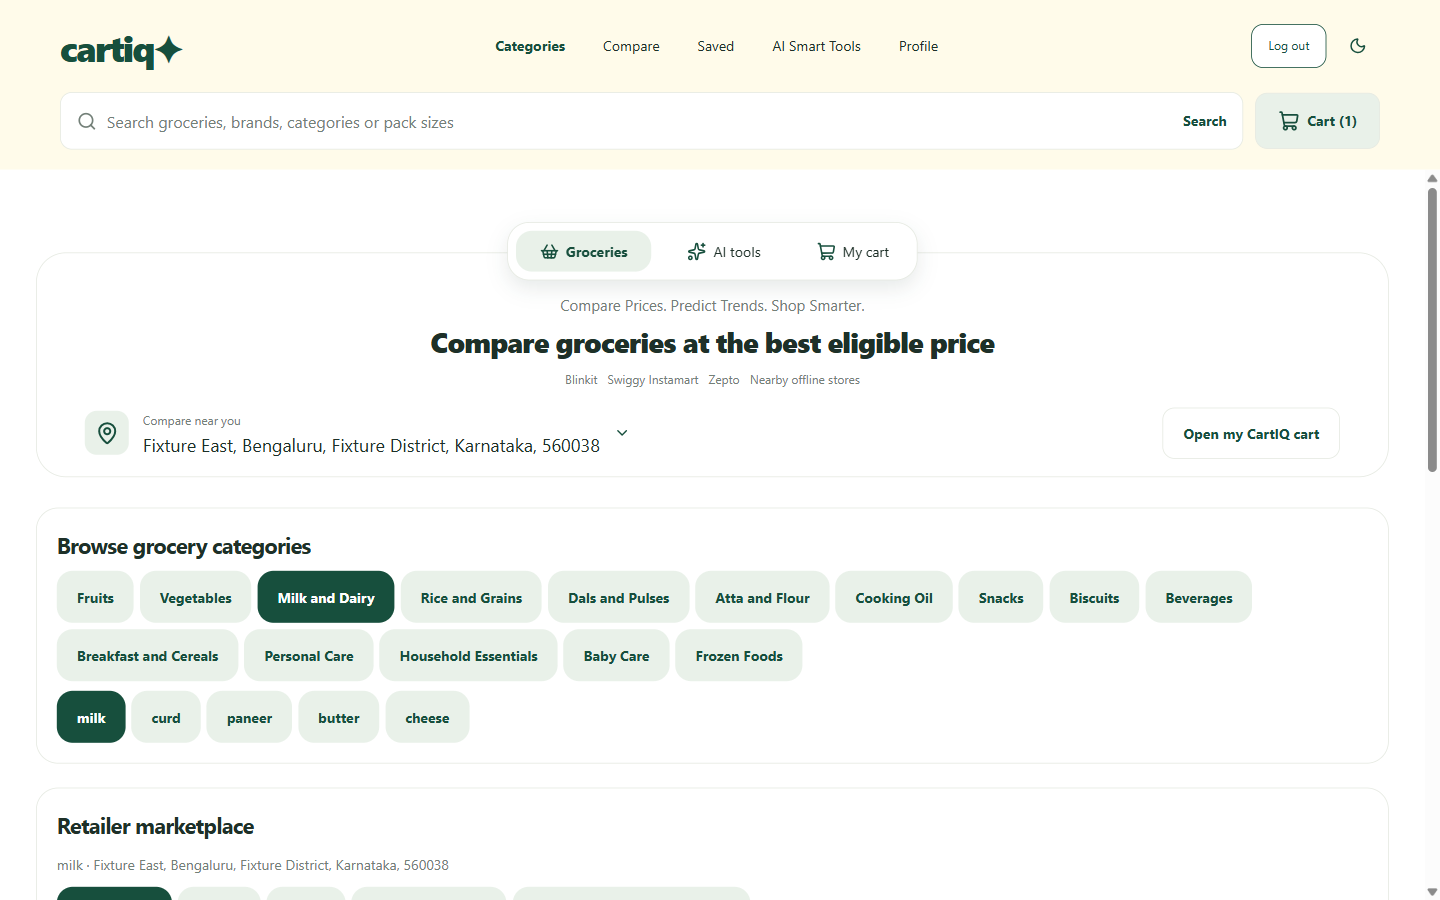 cartiq
Categories
Compare
Saved
AI Smart Tools
Profile
Log out
Search groceries, brands, categories or pack sizes
Search
Cart (1)
Groceries
AI tools
My cart
Compare Prices. Predict Trends. Shop Smarter.
Compare groceries at the best eligible price
Blinkit Swiggy Instamart Zepto Nearby offline stores
Compare near you
Fixture East, Bengaluru, Fixture District, Karnataka, 560038
Open my CartIQ cart
Browse grocery categories
Fruits
Vegetables
Milk and Dairy
Rice and Grains
Dals and Pulses
Atta and Flour
Cooking Oil
Snacks
Biscuits
Beverages
Breakfast and Cereals
Personal Care
Household Essentials
Baby Care
Frozen Foods
milk
curd
paneer
butter
cheese
Retailer marketplace
milk · Fixture East, Bengaluru, Fixture District, Karnataka, 560038